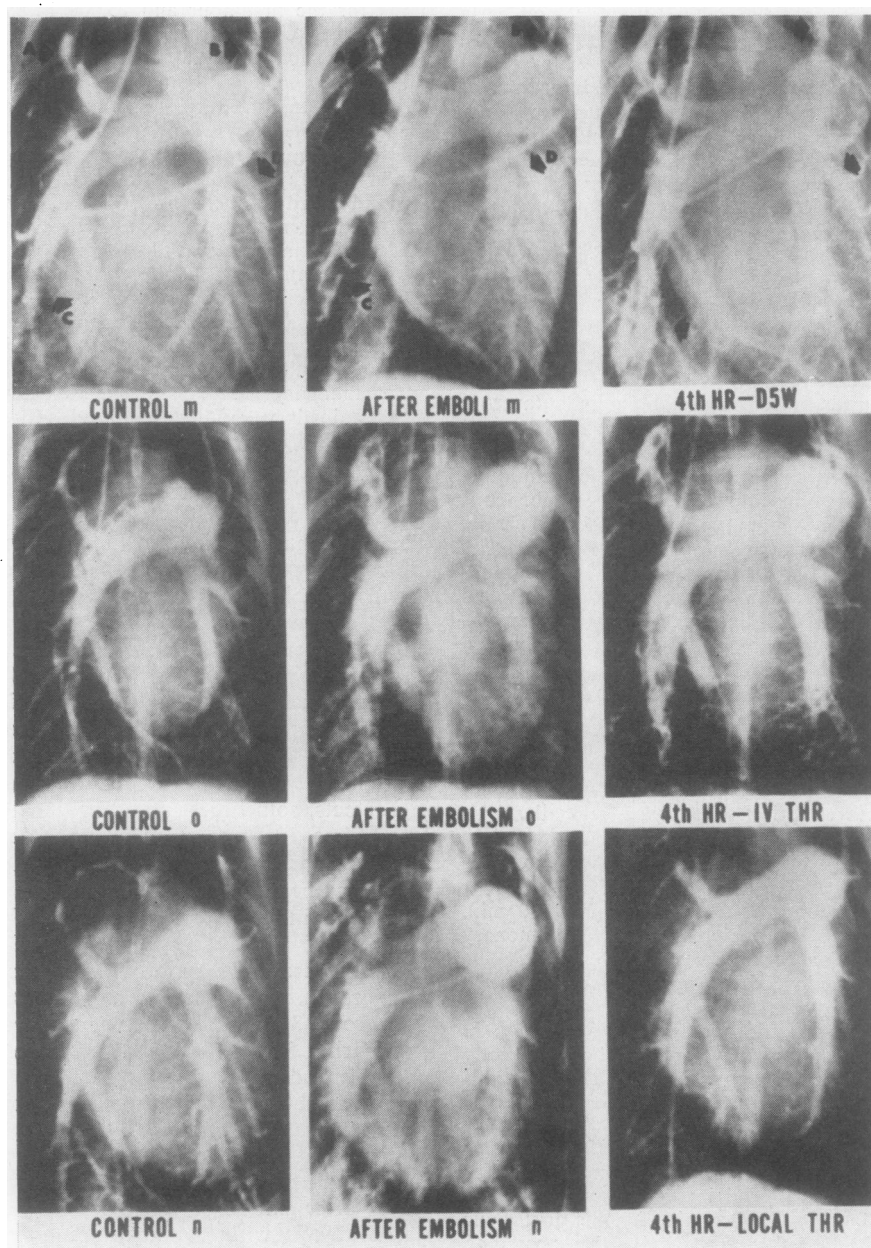 A
B
C
CONTROL m
D
C
AFTER EMBOLI m
4th HR-D5W
CONTROL o
AFTER EMBOLISM o
4th HR-IV THR
CONTROL n
AFTER EMBOLISM n
4th HR-LOCAL THR